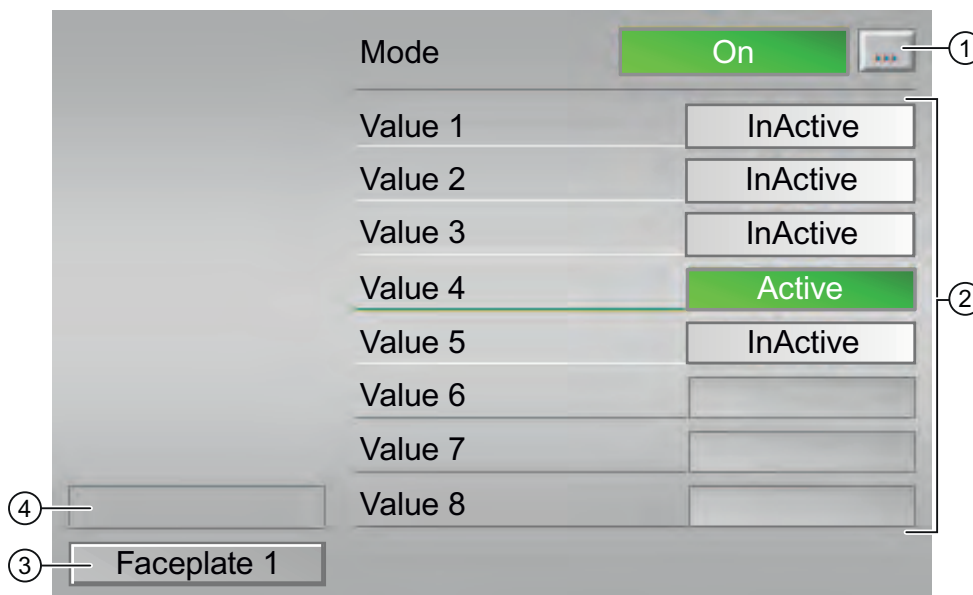 Mode On ... 1
Value 1 InActive
Value 2 InActive
Value 3 InActive
Value 4 Active
2
Value 5 InActive
Value 6
Value 7
Value 8
4
3 Faceplate 1